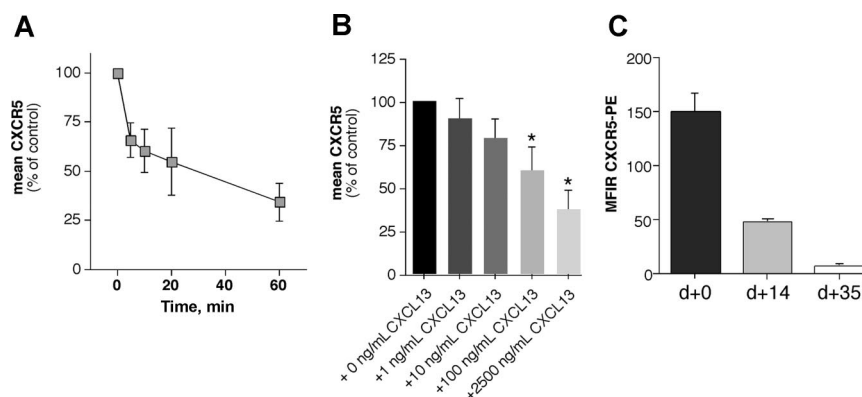 A
mean CXCR5
(% of control)
100
75
50
25
0
0
20
40
60
Time, min
B
mean CXCR5
(% of control)
125
100
75
50
25
0
*
*
+0 ng/mL CXCL13
+1 ng/mL CXCL13
+10 ng/mL CXCL13
+100 ng/mL CXCL13
+2500 ng/mL CXCL13
C
MFIR CXCR5-PE
200
150
100
50
0
d+0
d+14
d+35